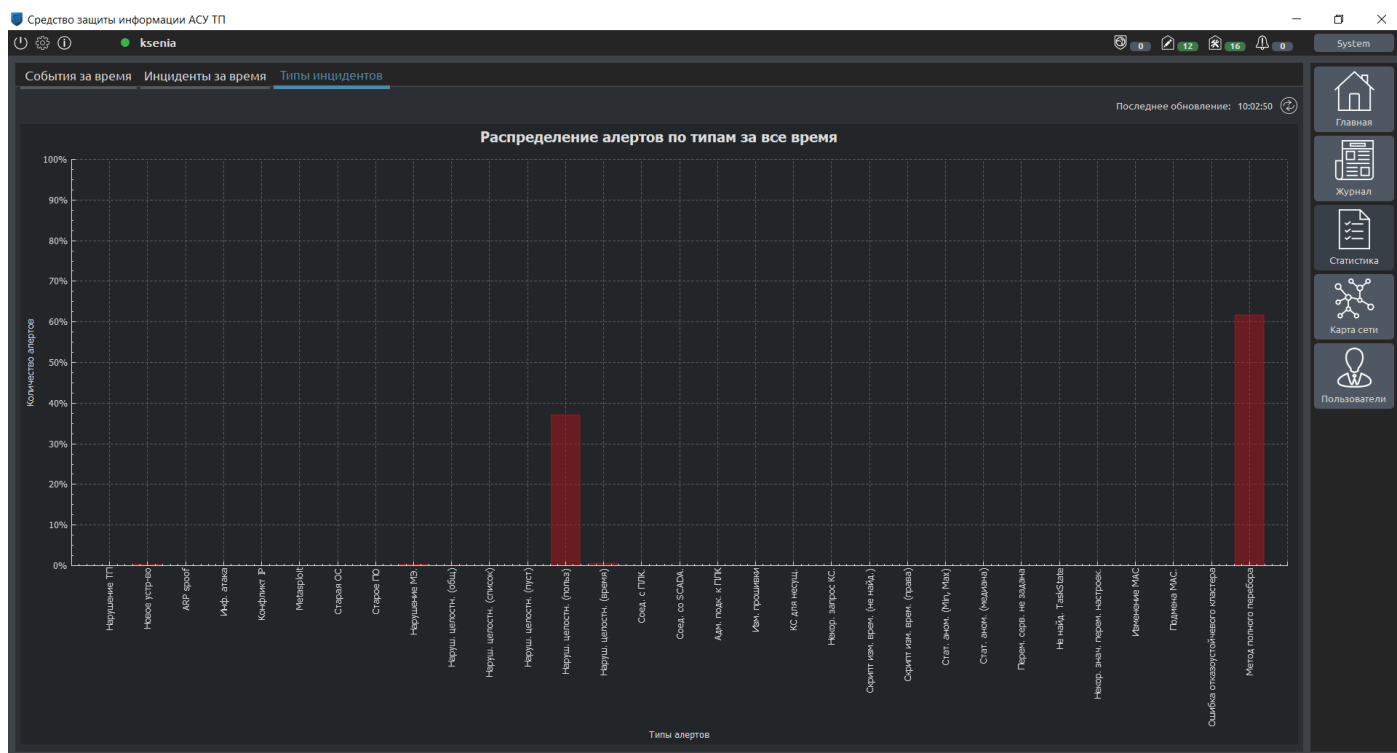 Средство защиты информации АСУ ТП
ksenia
0
12
16
0
System
События за время Инциденты за время Типы инцидентов
Последнее обновление: 10:02:50
Распределение алертов по типам за все время
Количество алертов
100%
90%
80%
70%
60%
50%
40%
30%
20%
10%
0%
Нарушение ТП
Новое устр-во
ARP spoof
Инф. атака
Конфликт IP
Metasploit
Старая ОС
Старое ПО
Нарушение МЭ.
Наруш. целостн. (общ)
Наруш. целостн. (список)
Наруш. целостн. (пуст)
Наруш. целостн. (польз)
Наруш. целостн. (время)
Соед. с ПЛК.
Соед. со SCADA.
Адм. подк. к ПЛК
Изм. прошивки
КС для несущ.
Некор. запрос КС.
Скрипт изм. врем. (не найд.)
Скрипт изм. врем. (права)
Стат. аном. (Min, Max)
Стат. аном. (медиана)
Перем. серв. не задана
Не найд. TaskState
Некор. знач. перем. настроек.
Изменение MAC
Подмена MAC.
Ошибка отказоустойчевого кластера
Метод полного перебора
Типы алертов
Главная
Журнал
Статистика
Карта сети
Пользователи